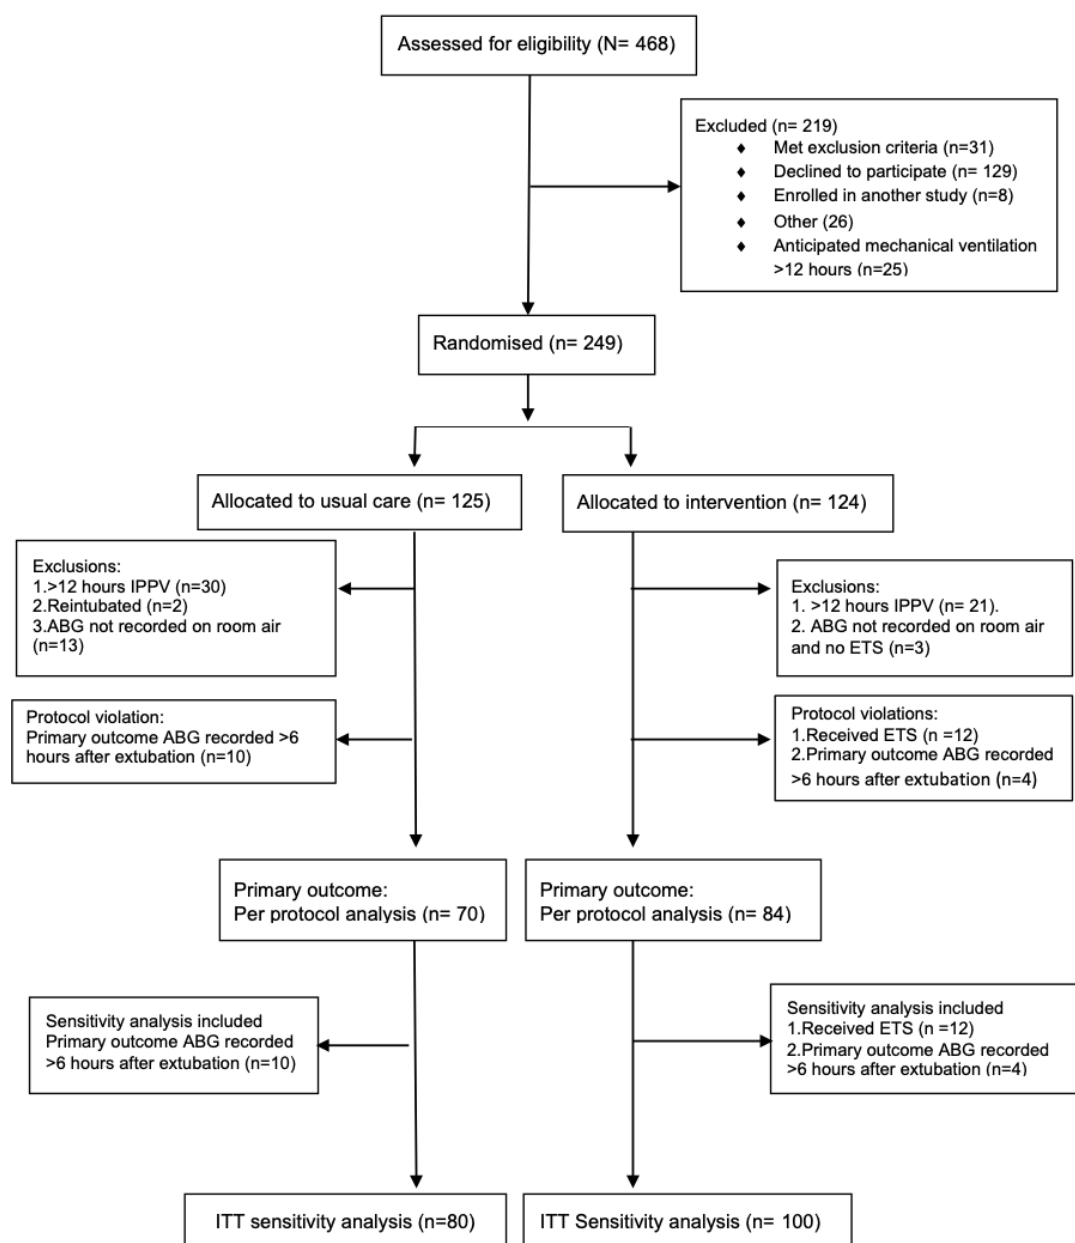 Assessed for eligibility (N= 468)
Excluded (n= 219)
♦ Met exclusion criteria (n=31)
♦ Declined to participate (n= 129)
♦ Enrolled in another study (n=8)
♦ Other (26)
♦ Anticipated mechanical ventilation
>12 hours (n=25)
Randomised (n= 249)
Allocated to usual care (n= 125)
Allocated to intervention (n= 124)
Exclusions:
1.>12 hours IPPV (n=30)
2.Reintubated (n=2)
3.ABG not recorded on room air
(n=13)
Exclusions:
1. >12 hours IPPV (n= 21).
2. ABG not recorded on room air
and no ETS (n=3)
Protocol violation:
Primary outcome ABG recorded >6
hours after extubation (n=10)
Protocol violations:
1.Received ETS (n =12)
2.Primary outcome ABG recorded
>6 hours after extubation (n=4)
Primary outcome:
Per protocol analysis (n= 70)
Primary outcome:
Per protocol analysis (n= 84)
Sensitivity analysis included
Primary outcome ABG recorded
>6 hours after extubation (n=10)
Sensitivity analysis included
1.Received ETS (n =12)
2.Primary outcome ABG recorded
>6 hours after extubation (n=4)
ITT sensitivity analysis (n=80)
ITT Sensitivity analysis (n= 100)